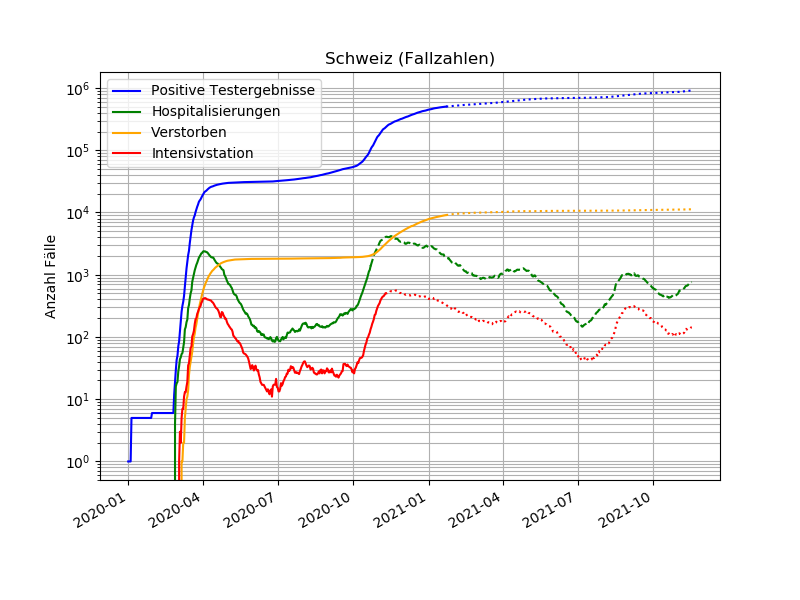 Schweiz (Fallzahlen)
Positive Testergebnisse
Hospitalisierungen
Verstorben
Intensivstation
Anzahl Fälle
10⁶
10⁵
10⁴
10³
10²
10¹
10⁰
2020-01
2020-04
2020-07
2020-10
2021-01
2021-04
2021-07
2021-10